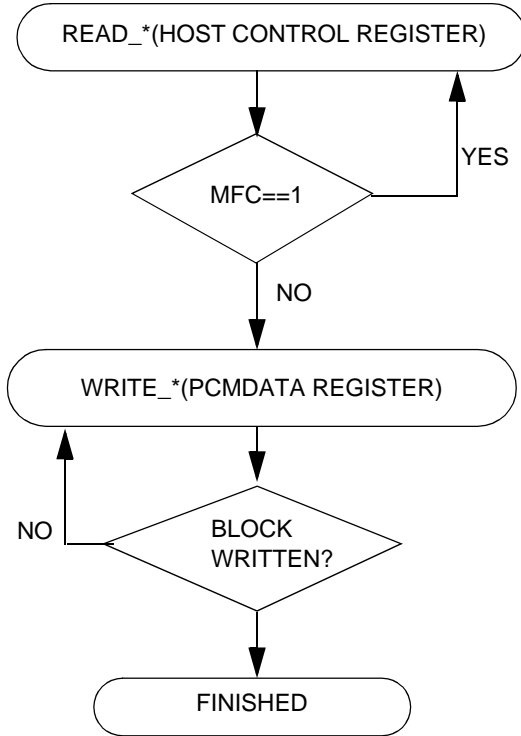 READ_*(HOST CONTROL REGISTER)
YES
MFC==1
NO
WRITE_*(PCMDATA REGISTER)
NO
BLOCK
WRITTEN?
FINISHED